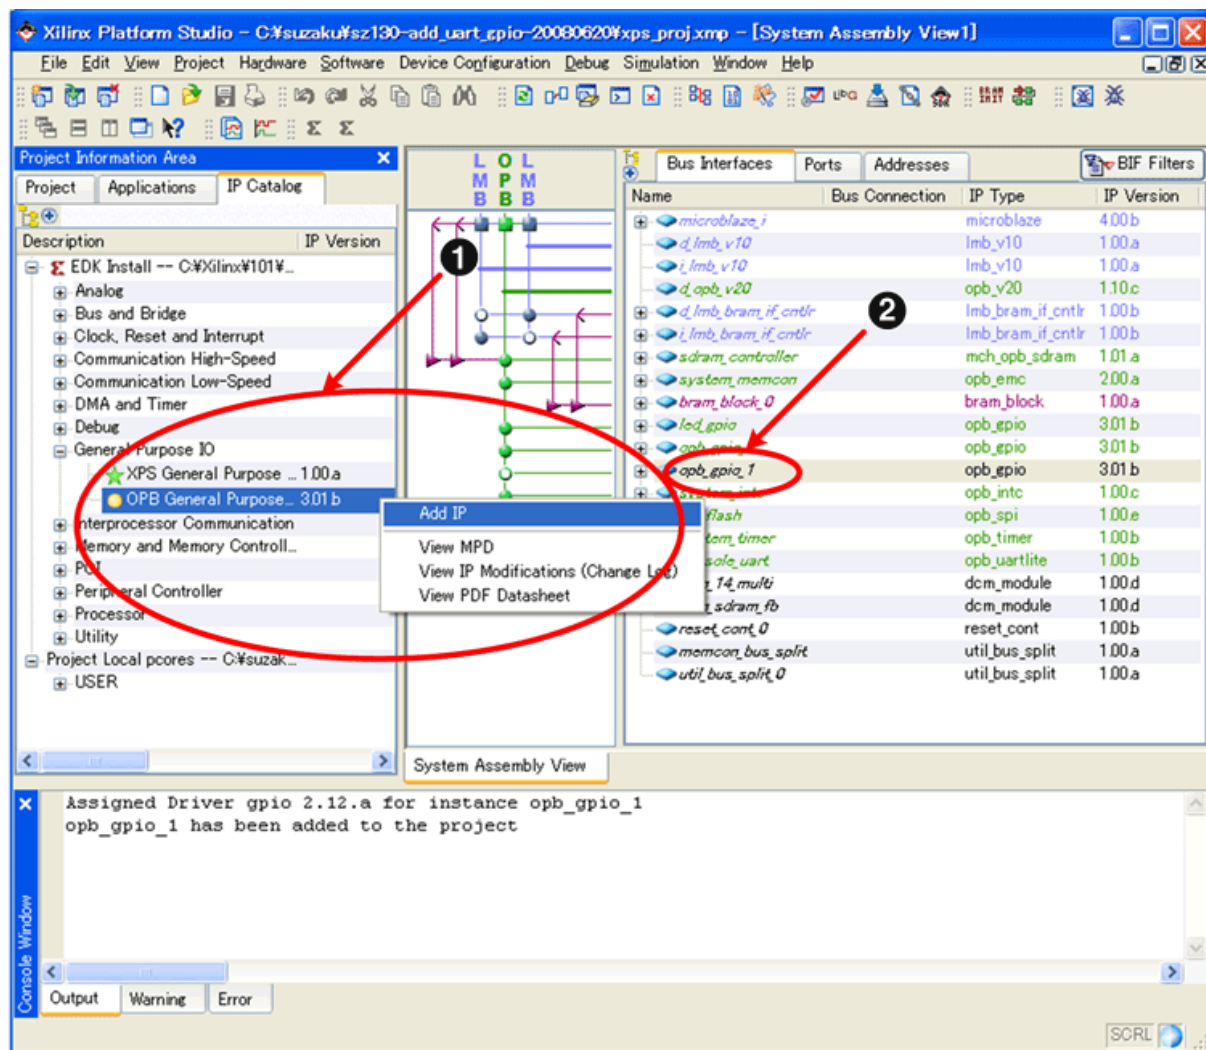 Xilinx Platform Studio - C:¥suzaku¥sz130-add_uart_gpio-20080620¥xps_proj.xmp - [System Assembly View1]
File Edit View Project Hardware Software Device Configuration Debug Simulation Window Help
Project Information Area
Project Applications IP Catalog
Description IP Version
EDK Install -- C:¥Xilinx¥101¥...
Analog
Bus and Bridge
Clock, Reset and Interrupt
Communication High-Speed
Communication Low-Speed
DMA and Timer
Debug
General Purpose IO
XPS General Purpose ... 1.00.a
OPB General Purpose... 3.01.b
Interprocessor Communication
Memory and Memory Controll...
PCI
Peripheral Controller
Processor
Utility
Project Local pcores -- C:¥suzak...
USER
1
Add IP
View MPD
View IP Modifications (Change Log)
View PDF Datasheet
L O L
M P M
B B B
System Assembly View
Bus Interfaces Ports Addresses BIF Filters
Name Bus Connection IP Type IP Version
microblaze_i microblaze 4.00.b
d_lmb_v10 lmb_v10 1.00.a
i_lmb_v10 lmb_v10 1.00.a
d_opb_v20 opb_v20 1.10.c
d_lmb_bram_if_cntlr lmb_bram_if_cntlr 1.00.b
i_lmb_bram_if_cntlr lmb_bram_if_cntlr 1.00.b
sdram_controller mch_opb_sdram 1.01.a
system_memcon opb_emc 2.00.a
bram_block_0 bram_block 1.00.a
led_gpio opb_gpio 3.01.b
opb_gpio opb_gpio 3.01.b
opb_gpio_1 opb_gpio 3.01.b
system_intc opb_intc 1.00.c
flash opb_spi 1.00.e
tem_timer opb_timer 1.00.b
sole_uart opb_uartlite 1.00.b
_14_multi dcm_module 1.00.d
_sdram_fb dcm_module 1.00.d
reset_cont_0 reset_cont 1.00.b
memcon_bus_split util_bus_split 1.00.a
util_bus_split_0 util_bus_split 1.00.a
2
Assigned Driver gpio 2.12.a for instance opb_gpio_1
opb_gpio_1 has been added to the project
Console Window
Output Warning Error
SCRL